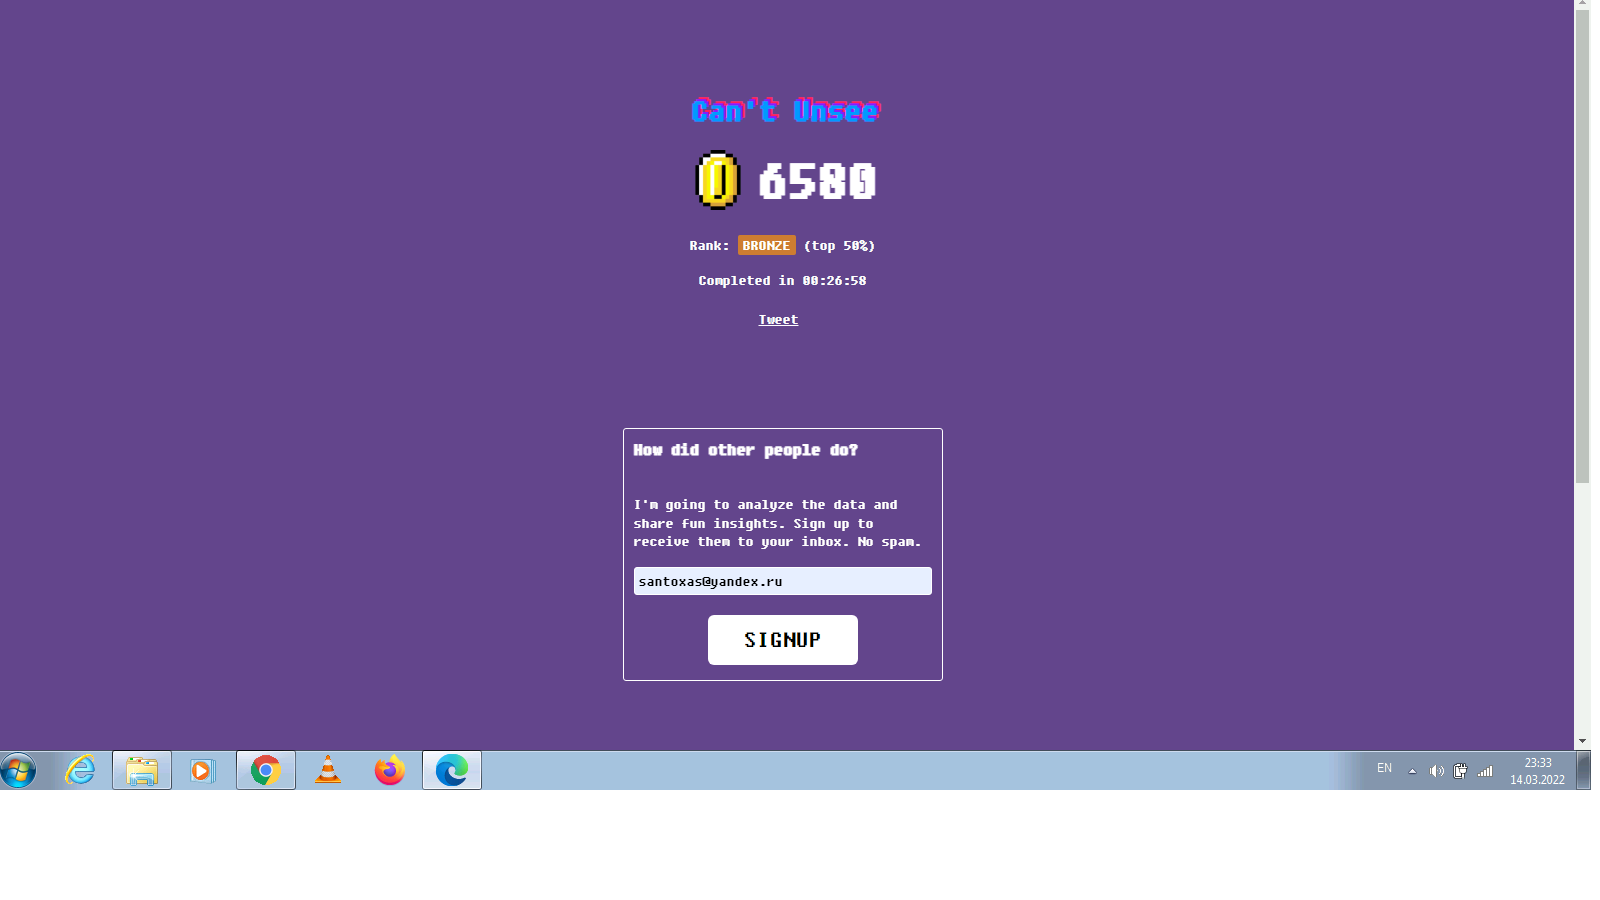 Can't Unsee
6580
Rank: BRONZE (top 50%)
Completed in 00:26:58
Tweet
How did other people do?
I'm going to analyze the data and
share fun insights. Sign up to
receive them to your inbox. No spam.
santoxas@yandex.ru
SIGNUP
EN
23:33
14.03.2022